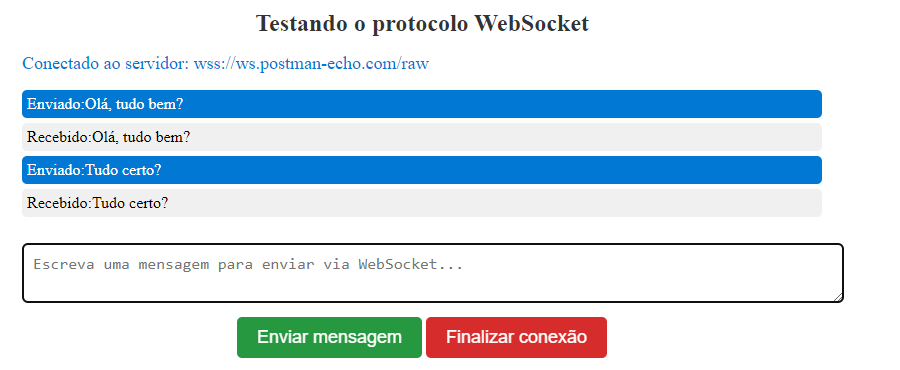 Testando o protocolo WebSocket
Conectado ao servidor: wss://ws.postman-echo.com/raw
Enviado:Olá, tudo bem?
Recebido:Olá, tudo bem?
Enviado:Tudo certo?
Recebido:Tudo certo?
Escreva uma mensagem para enviar via WebSocket...
Enviar mensagem Finalizar conexão